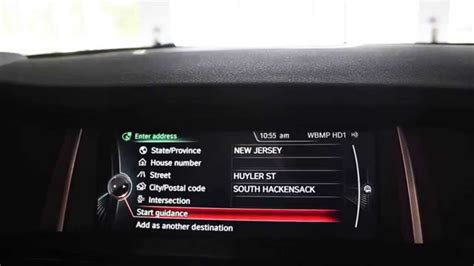 Enter address 10:55 am WBMP HD1
State/Province NEW JERSEY
House number
Street HUYLER ST
City/Postal code SOUTH HACKENSACK
Intersection
Start guidance
Add as another destination